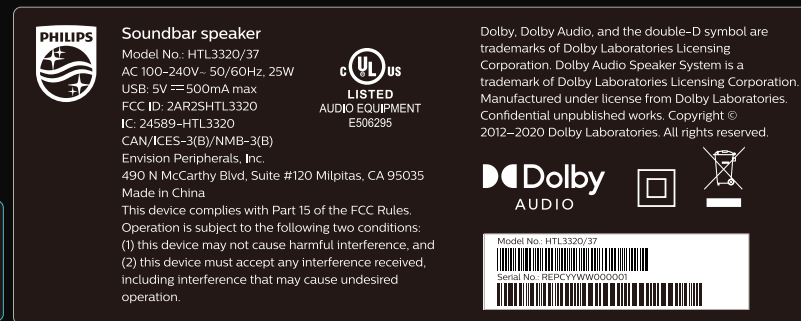 PHILIPS
Soundbar speaker
Model No.: HTL3320/37
AC 100-240V~ 50/60Hz, 25W
USB: 5V ⎓ 500mA max
FCC ID: 2AR2SHTL3320
IC: 24589-HTL3320
CAN/ICES-3(B)/NMB-3(B)
Envision Peripherals, Inc.
490 N McCarthy Blvd, Suite #120 Milpitas, CA 95035
Made in China
This device complies with Part 15 of the FCC Rules.
Operation is subject to the following two conditions:
(1) this device may not cause harmful interference, and
(2) this device must accept any interference received,
including interference that may cause undesired
operation.
c UL US
LISTED
AUDIO EQUIPMENT
E506295
Dolby, Dolby Audio, and the double-D symbol are
trademarks of Dolby Laboratories Licensing
Corporation. Dolby Audio Speaker System is a
trademark of Dolby Laboratories Licensing Corporation.
Manufactured under license from Dolby Laboratories.
Confidential unpublished works. Copyright ©
2012–2020 Dolby Laboratories. All rights reserved.
Dolby
AUDIO
Model No.: HTL3320/37
Serial No.: REPCYYWW000001